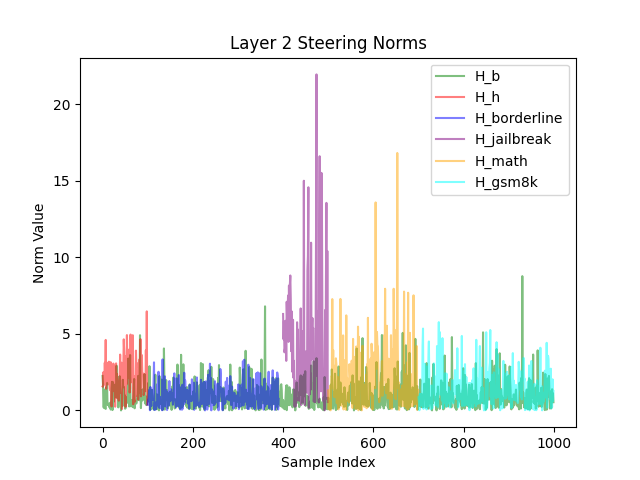 Layer 2 Steering Norms
Norm Value
20
15
10
5
0
H_b
H_h
H_borderline
H_jailbreak
H_math
H_gsm8k
0 200 400 600 800 1000
Sample Index